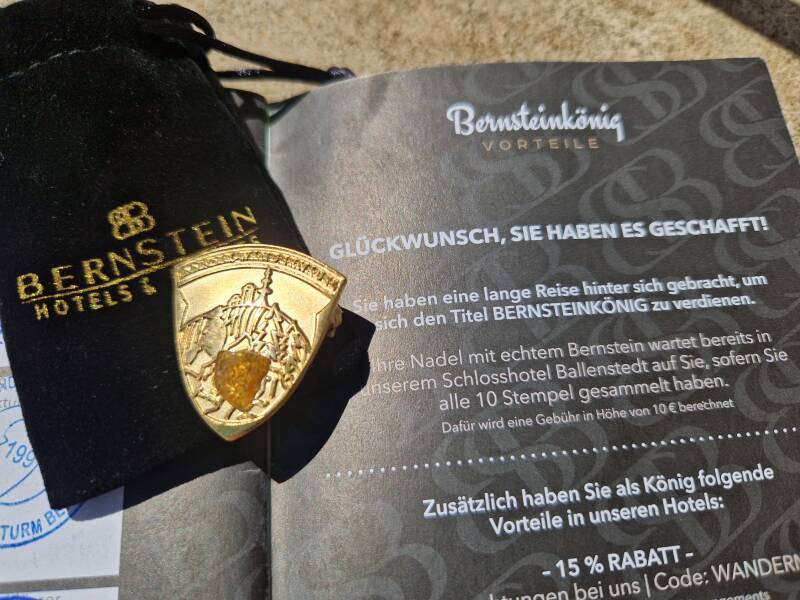 Bernsteinkönig
VORTEILE
GLÜCKWUNSCH, SIE HABEN ES GESCHAFFT!
Sie haben eine lange Reise hinter sich gebracht, um
sich den Titel BERNSTEINKÖNIG zu verdienen.
Ihre Nadel mit echtem Bernstein wartet bereits in
unserem Schlosshotel Ballenstedt auf Sie, sofern Sie
alle 10 Stempel gesammelt haben.
Dafür wird eine Gebühr in Höhe von 10 € berechnet
Zusätzlich haben Sie als König folgende
Vorteile in unseren Hotels:
- 15 % RABATT -
bei uns | Code: WANDERN
BERNSTEIN
HOTELS &
199
TURM